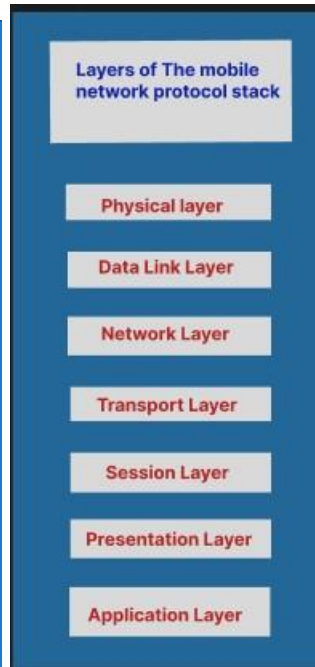 Layers of The mobile
network protocol stack
Physical layer
Data Link Layer
Network Layer
Transport Layer
Session Layer
Presentation Layer
Application Layer